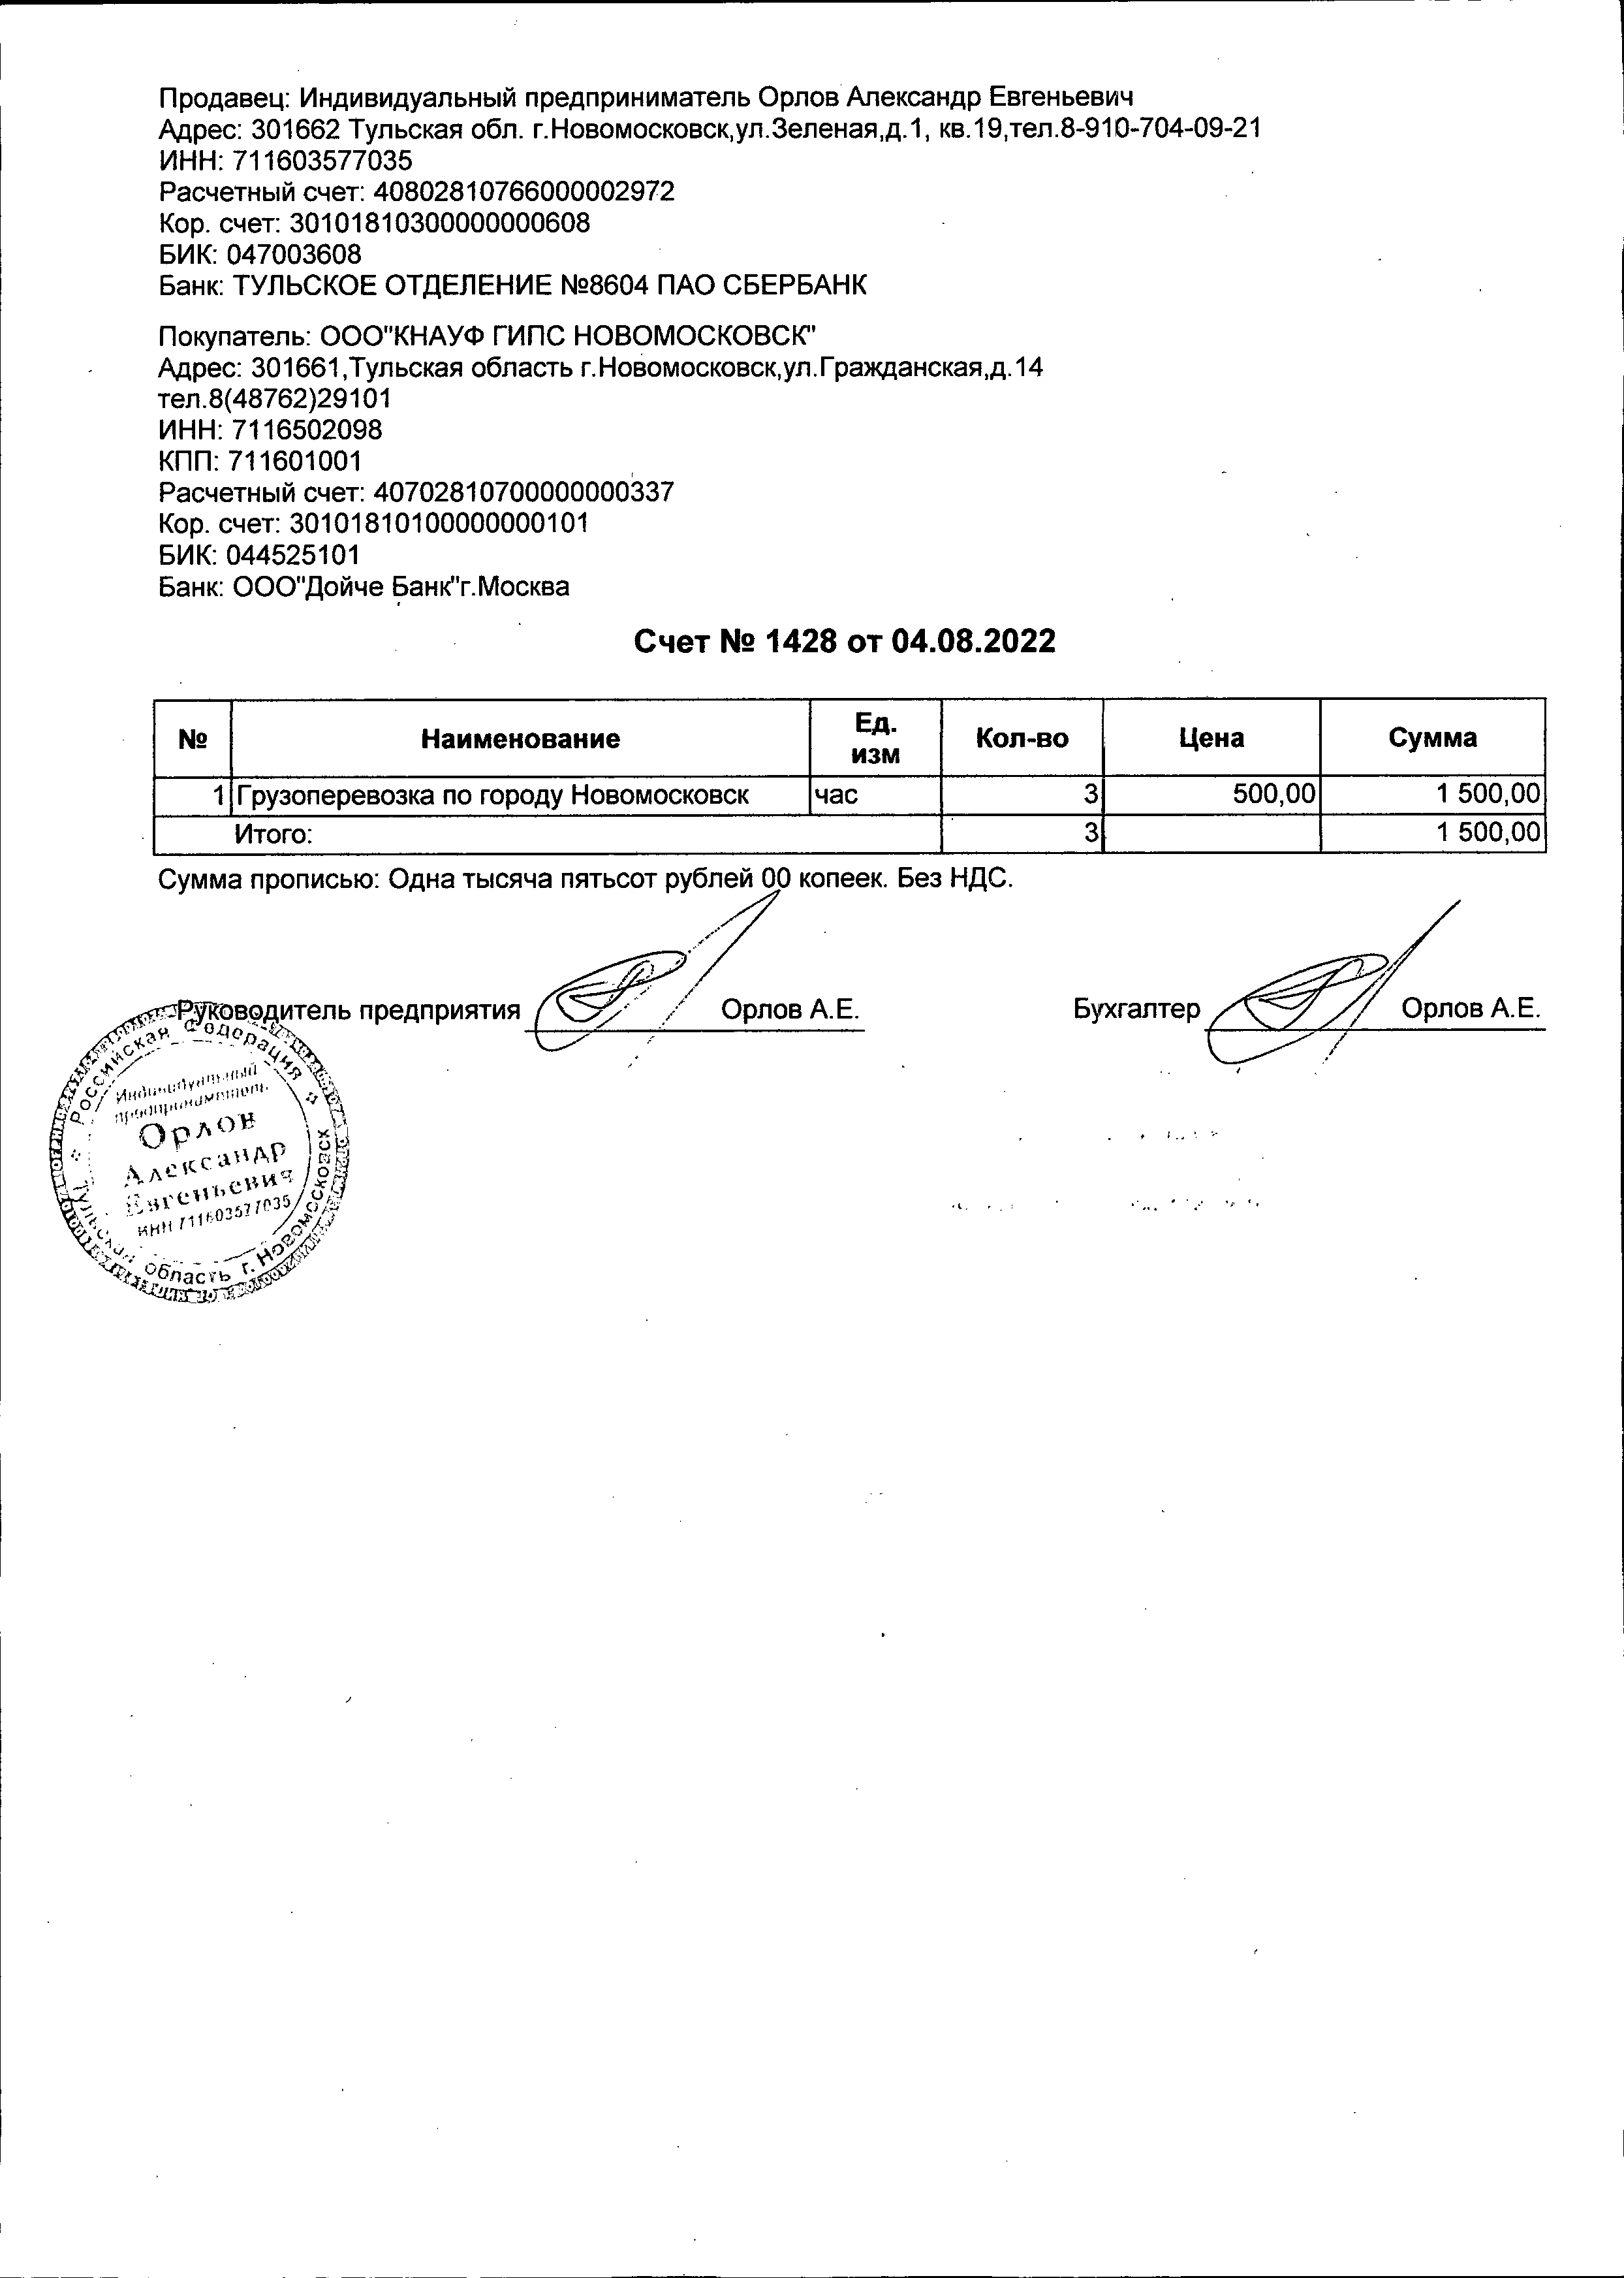 Продавец: Индивидуальный предприниматель Орлов Александр Евгеньевич
Адрес: 301662 Тульская обл. г.Новомосковск,ул.Зеленая,д.1, кв.19,тел.8-910-704-09-21
ИНН: 711603577035
Расчетный счет: 40802810766000002972
Кор. счет: 30101810300000000608
БИК: 047003608
Банк: ТУЛЬСКОЕ ОТДЕЛЕНИЕ №8604 ПАО СБЕРБАНК
Покупатель: ООО"КНАУФ ГИПС НОВОМОСКОВСК"
Адрес: 301661,Тульская область г.Новомосковск,ул.Гражданская,д.14
тел.8(48762)29101
ИНН: 7116502098
КПП: 711601001
Расчетный счет: 40702810700000000337
Кор. счет: 30101810100000000101
БИК: 044525101
Банк: ООО"Дойче Банк"г.Москва
Счет № 1428 от 04.08.2022
№ Наименование Ед. изм Кол-во Цена Сумма
1 Грузоперевозка по городу Новомосковск час 3 500,00 1 500,00
Итого: 3 1 500,00
Сумма прописью: Одна тысяча пятьсот рублей 00 копеек. Без НДС.
Руководитель предприятия Орлов А.Е. Бухгалтер Орлов А.Е.
Российская Федерация
Индивидуальный
предприниматель
Орлов
Александр
Евгеньевич
ИНН 711603577035
Тульская область г. Новомосковск